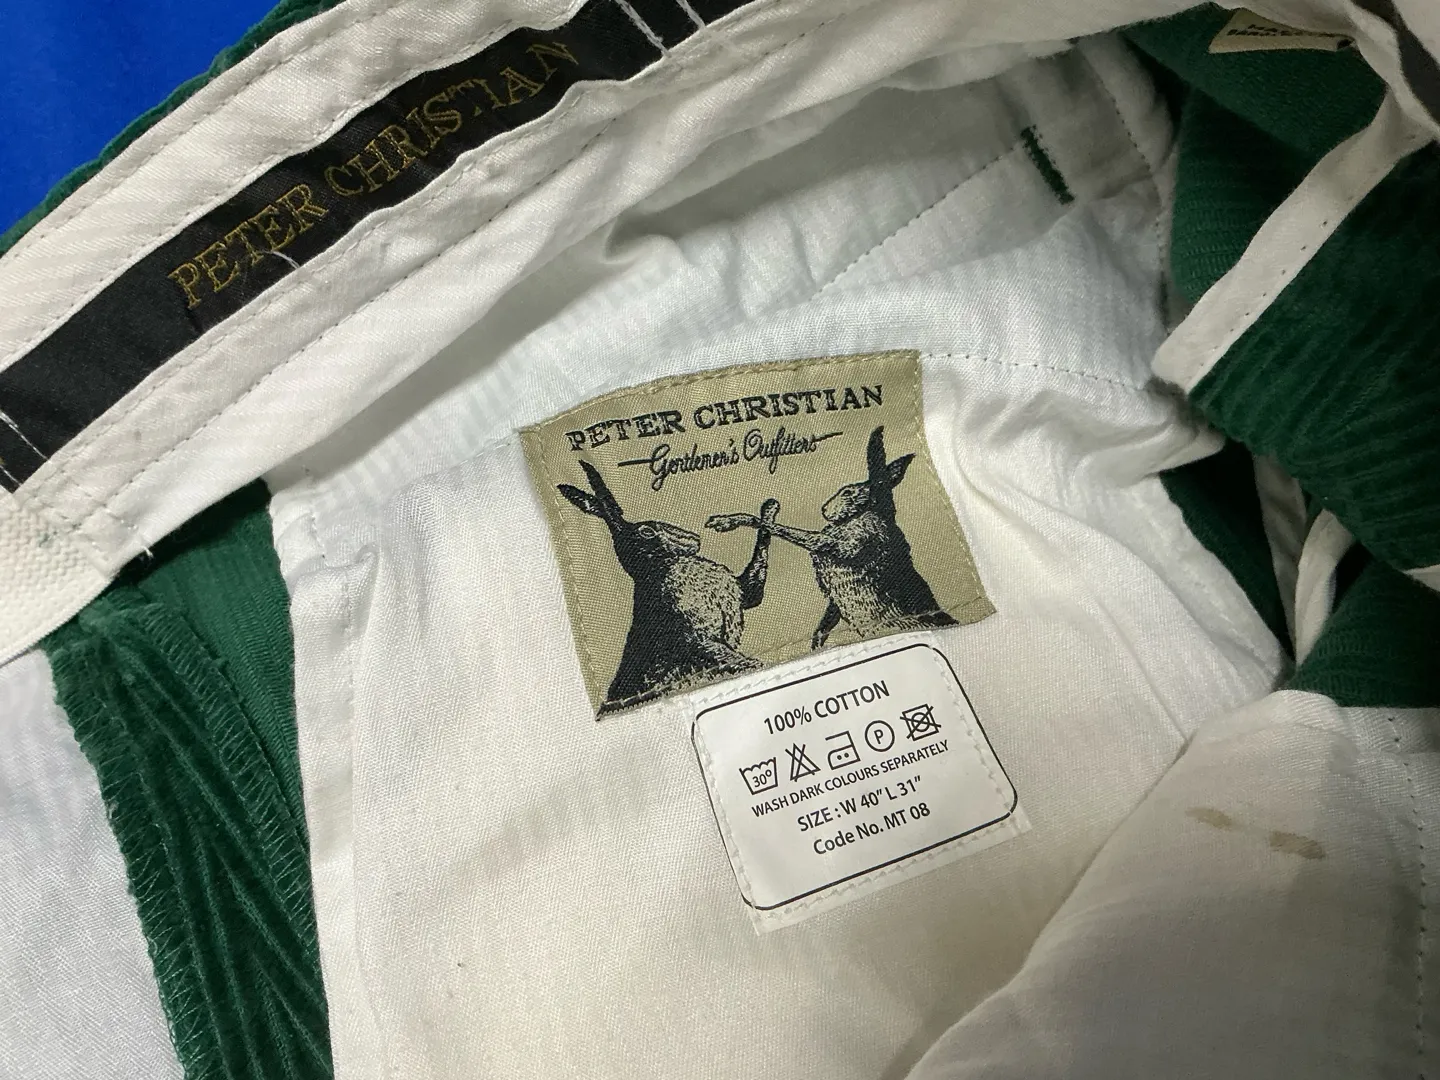 PETER CHRISTIAN
PETER CHRISTIAN
Gentlemen's Outfitters
100% COTTON
30°
P
WASH DARK COLOURS SEPARATELY
SIZE : W 40" L 31"
Code No. MT 08